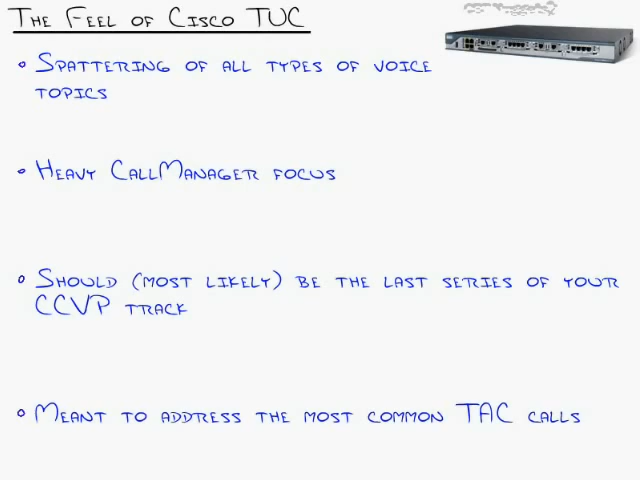 The Feel of Cisco TUC
• Spattering of all types of voice
topics
• Heavy CallManager focus
• Should (most likely) be the last series of your
CCVP track
• Meant to address the most common TAC calls